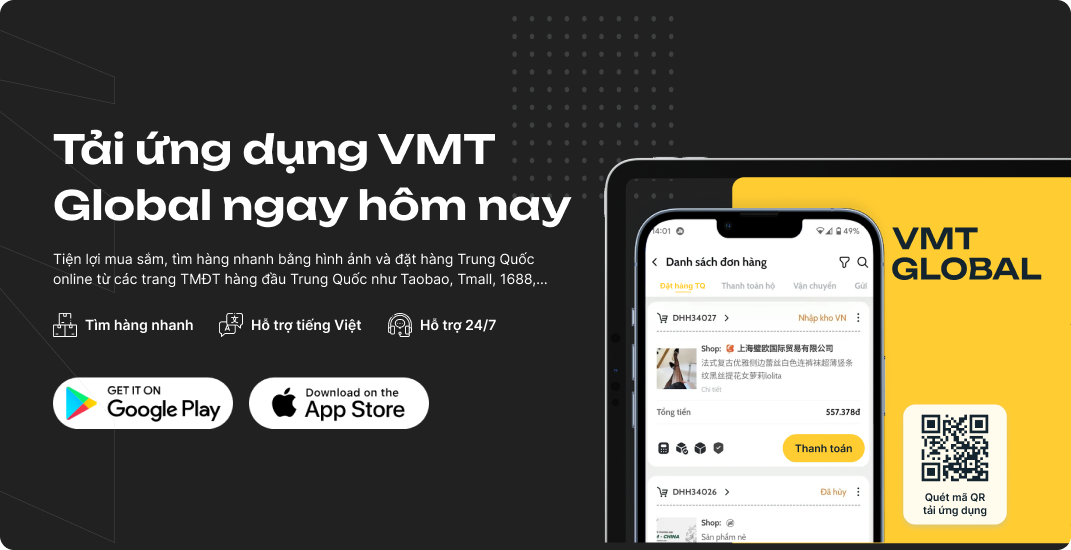 Tải ứng dụng VMT
Global ngay hôm nay
Tiện lợi mua sắm, tìm hàng nhanh bằng hình ảnh và đặt hàng Trung Quốc
online từ các trang TMĐT hàng đầu Trung Quốc như Taobao, Tmall, 1688,...
Tìm hàng nhanh
Hỗ trợ tiếng Việt
Hỗ trợ 24/7
GET IT ON
Google Play
Download on the
App Store
14:01
49%
Danh sách đơn hàng
Đặt hàng TQ
Thanh toán hộ
Vận chuyển
Gửi
DHH34027
Nhập kho VN
Shop: 上海璧欧国际贸易有限公司
法式复古优雅侧边蕾丝白色连裤袜超薄竖条
纹黑丝提花女萝莉lolita
Chi tiết
Tổng tiền
557.378đ
Thanh toán
DHH34026
Đã hủy
Shop:
Sản phẩm nè
VMT
GLOBAL
Quét mã QR
tải ứng dụng